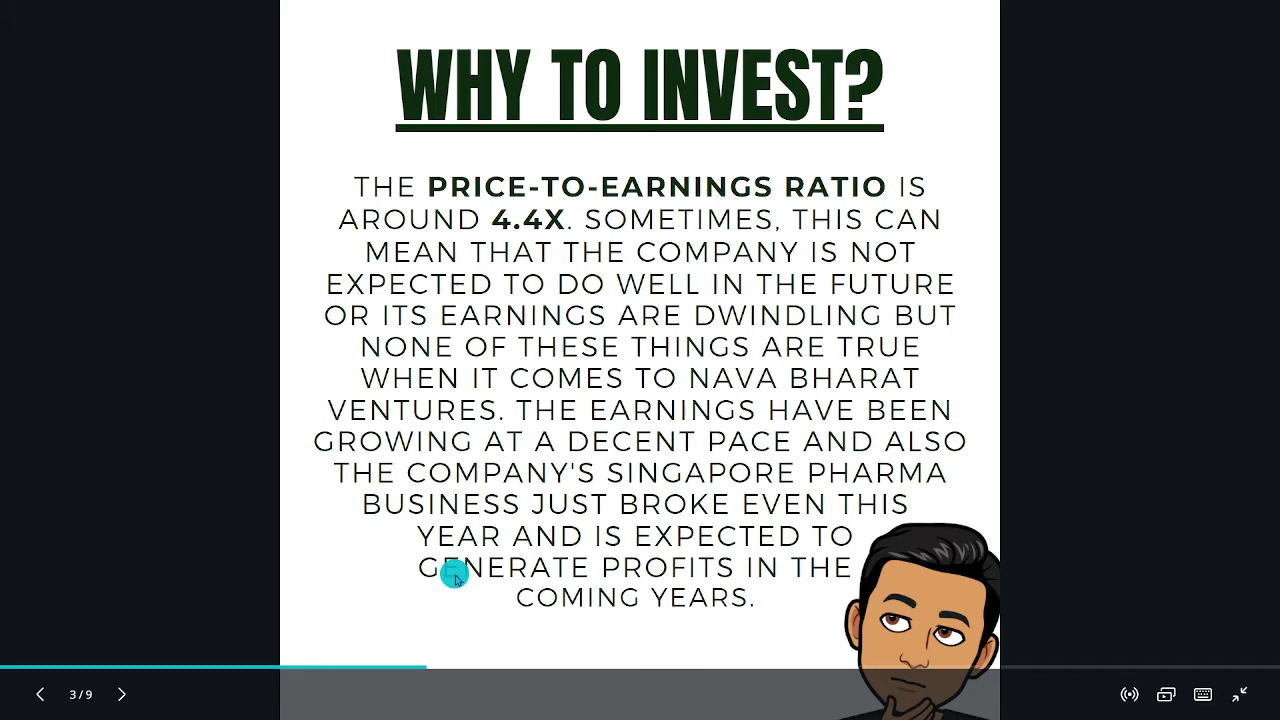 WHY TO INVEST?
THE PRICE-TO-EARNINGS RATIO IS
AROUND 4.4X. SOMETIMES, THIS CAN
MEAN THAT THE COMPANY IS NOT
EXPECTED TO DO WELL IN THE FUTURE
OR ITS EARNINGS ARE DWINDLING BUT
NONE OF THESE THINGS ARE TRUE
WHEN IT COMES TO NAVA BHARAT
VENTURES. THE EARNINGS HAVE BEEN
GROWING AT A DECENT PACE AND ALSO
THE COMPANY'S SINGAPORE PHARMA
BUSINESS JUST BROKE EVEN THIS
YEAR AND IS EXPECTED TO
GENERATE PROFITS IN THE
COMING YEARS.
3/9